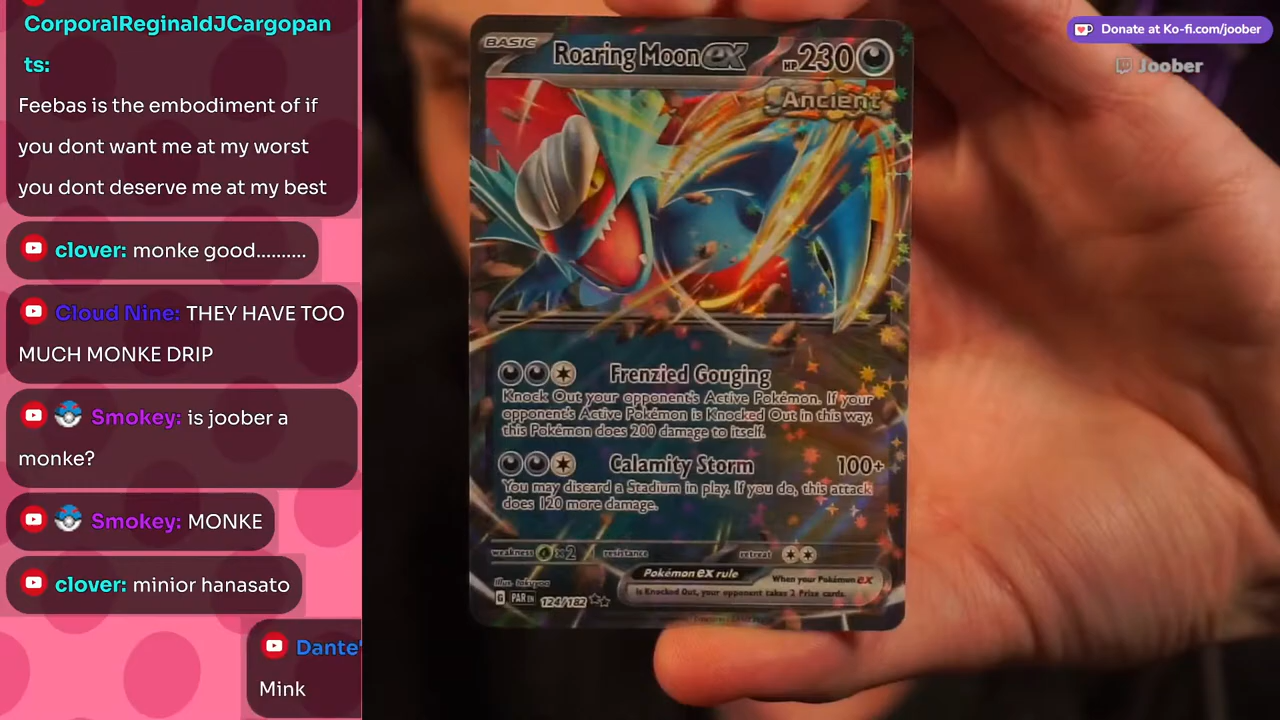 CorporalReginaldJCargopan
ts:
Feebas is the embodiment of if
you dont want me at my worst
you dont deserve me at my best
clover: monke good..........
Cloud Nine: THEY HAVE TOO
MUCH MONKE DRIP
Smokey: is joober a
monke?
Smokey: MONKE
clover: minior hanasato
Dante'
Mink
Donate at Ko-fi.com/joober
Joober
BASIC Roaring Moon ex HP 230
Ancient
Frenzied Gouging
Knock Out your opponent's Active Pokémon. If your
opponent's Active Pokémon is Knocked Out in this way,
this Pokémon does 200 damage to itself.
Calamity Storm 100+
You may discard a Stadium in play. If you do, this attack
does 120 more damage.
weakness ×2 resistance retreat
Pokémon ex rule When your Pokémon ex
is Knocked Out, your opponent takes 2 Prize cards.
G PAR EN 124/182